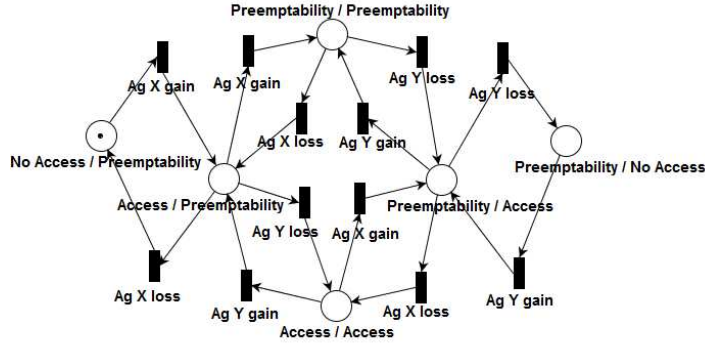 Preemptability / Preemptability
Ag X gain
Ag X gain
Ag Y loss
Ag Y loss
Ag X loss
Ag Y gain
No Access / Preemptability
Preemptability / No Access
Access / Preemptability
Preemptability / Access
Ag Y loss
Ag X gain
Ag X loss
Ag Y gain
Ag X loss
Ag Y gain
Access / Access